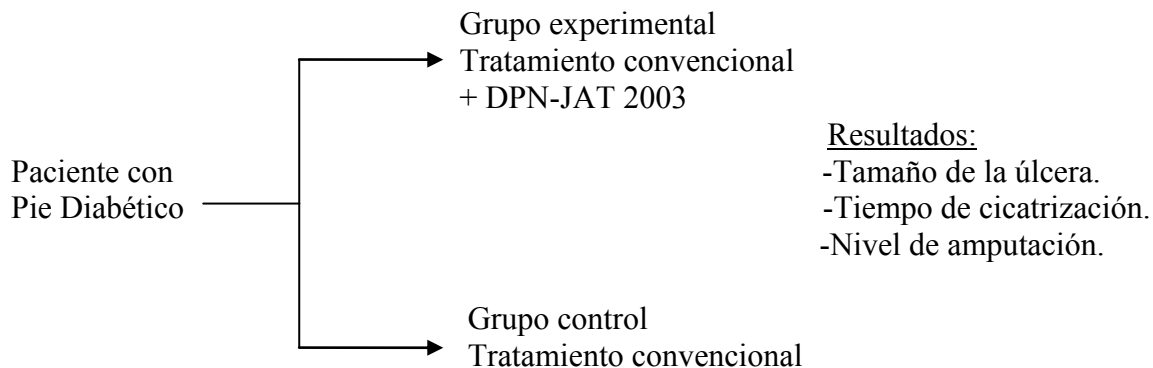 Grupo experimental
Tratamiento convencional
+ DPN-JAT 2003
Resultados:
-Tamaño de la úlcera.
-Tiempo de cicatrización.
-Nivel de amputación.
Paciente con
Pie Diabético
Grupo control
Tratamiento convencional